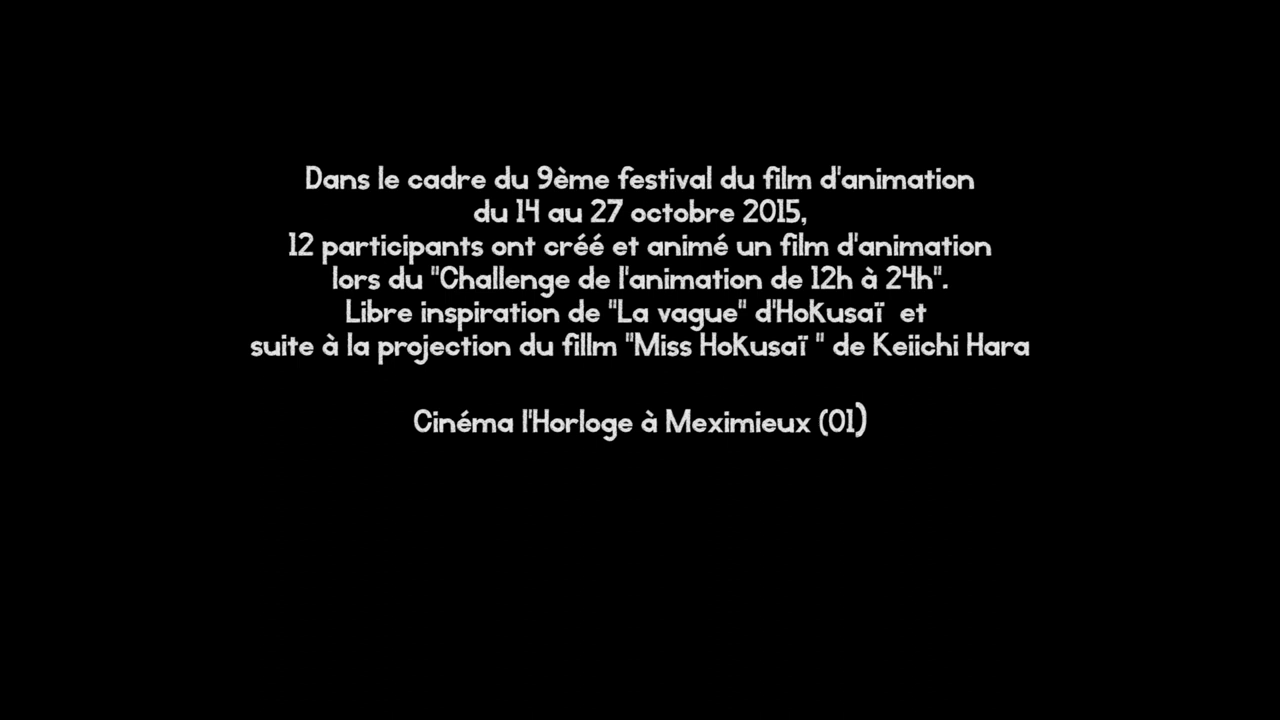 Dans le cadre du 9ème festival du film d'animation
du 14 au 27 octobre 2015,
12 participants ont créé et animé un film d'animation
lors du "Challenge de l'animation de 12h à 24h".
Libre inspiration de "La vague" d'Hokusaï  et
suite à la projection du fillm "Miss Hokusaï " de Keiichi Hara
Cinéma l'Horloge à Meximieux (01)